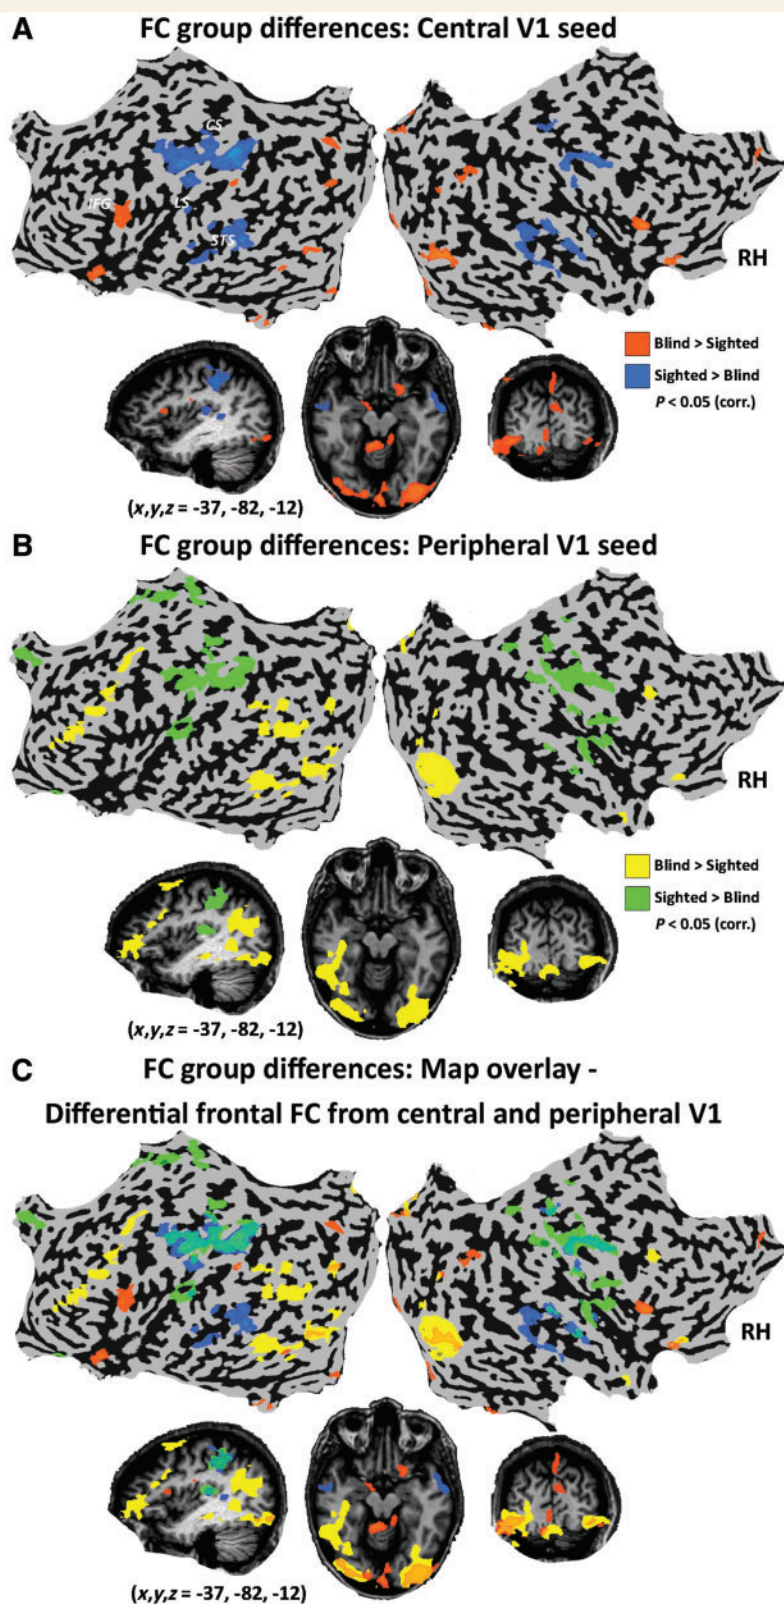 A
FC group differences: Central V1 seed
CS
IFG
LS
STS
RH
Blind > Sighted
Sighted > Blind
P < 0.05 (corr.)
(x,y,z = -37, -82, -12)
B
FC group differences: Peripheral V1 seed
RH
Blind > Sighted
Sighted > Blind
P < 0.05 (corr.)
(x,y,z = -37, -82, -12)
C
FC group differences: Map overlay -
Differential frontal FC from central and peripheral V1
RH
(x,y,z = -37, -82, -12)